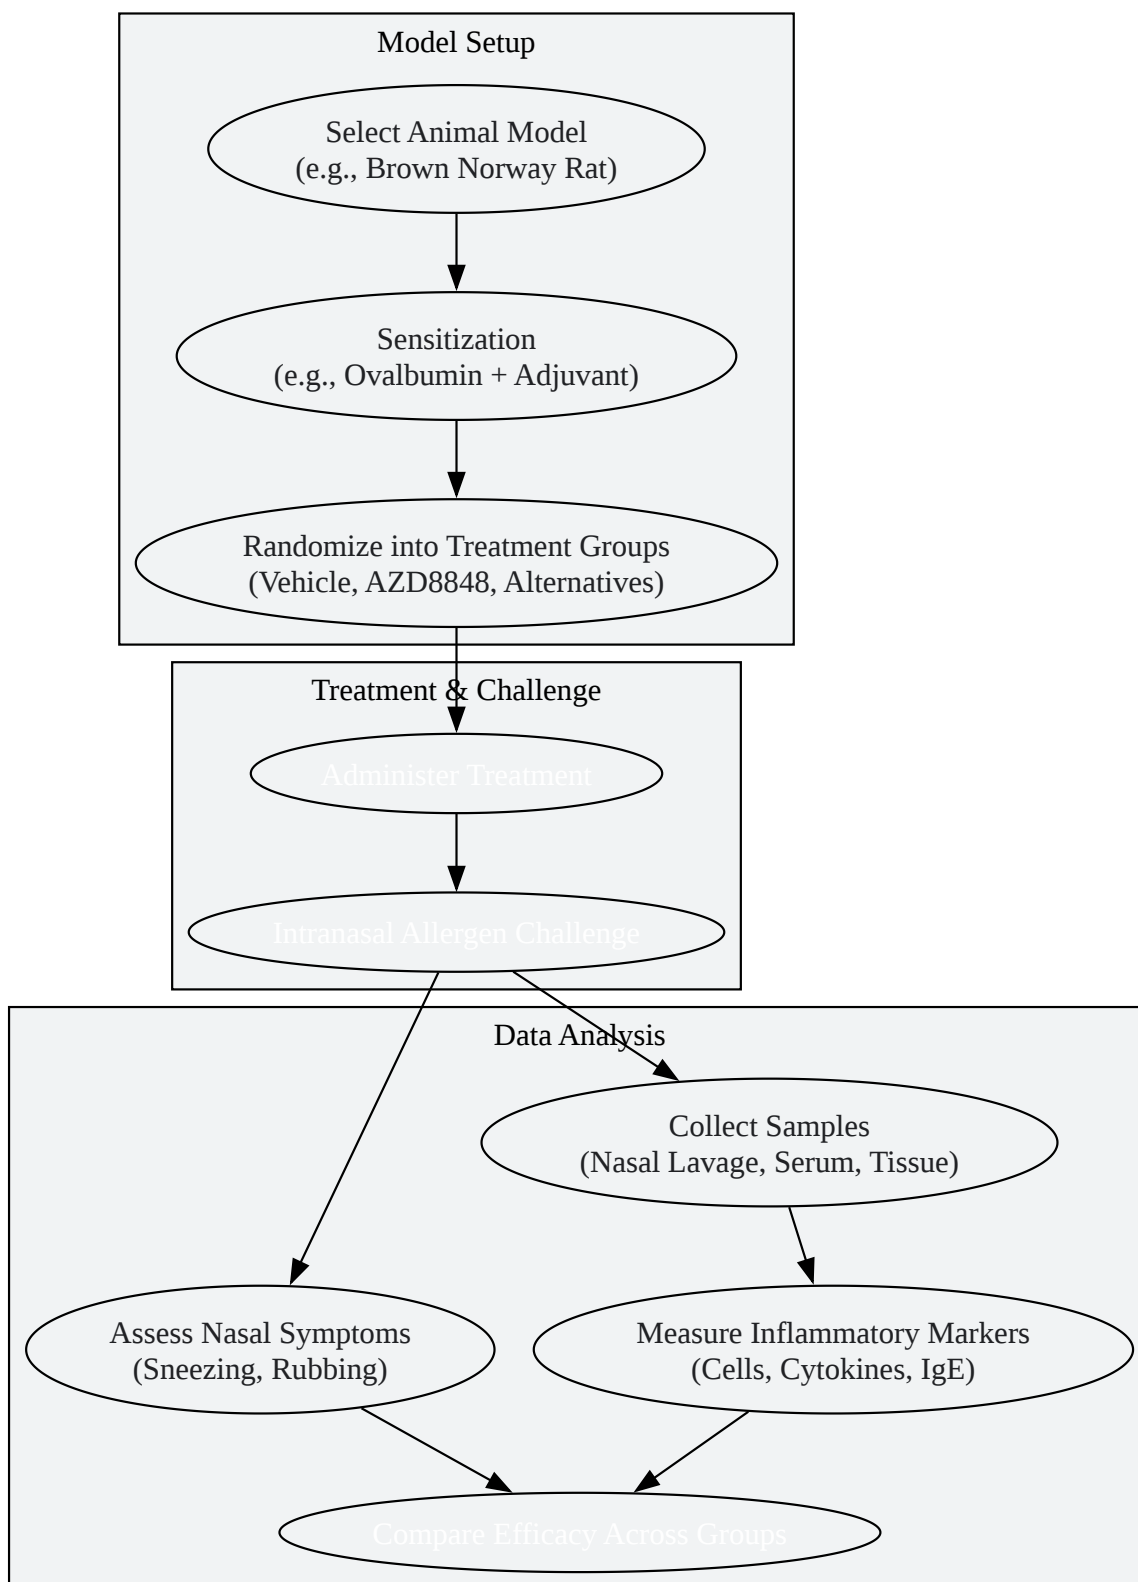 Model Setup
Select Animal Model
(e.g., Brown Norway Rat)
Sensitization
(e.g., Ovalbumin + Adjuvant)
Randomize into Treatment Groups
(Vehicle, AZD8848, Alternatives)
Treatment & Challenge
Administer Treatment
Intranasal Allergen Challenge
Data Analysis
Collect Samples
(Nasal Lavage, Serum, Tissue)
Assess Nasal Symptoms
(Sneezing, Rubbing)
Measure Inflammatory Markers
(Cells, Cytokines, IgE)
Compare Efficacy Across Groups